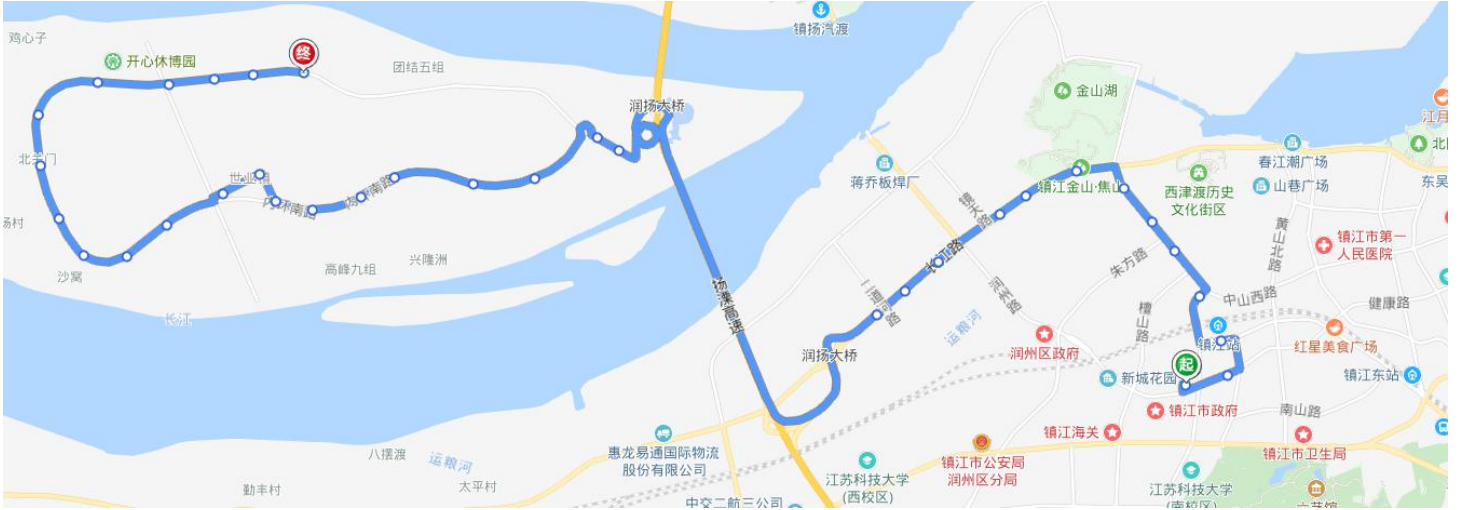 鸡心子
开心休博园
终
团结五组
润扬大桥
镇扬汽渡
金山湖
北
蒋乔板焊厂
镇江金山·焦山
西津渡历史
文化街区
春江潮广场
山巷广场
东吴
世业镇
内环南路
扬村
沙窝
高峰九组
兴隆洲
长江
扬溧高速
长江路
二道河路
润州路
朱方路
黄山北路
镇江市第一
人民医院
中山西路
檀山路
健康路
运粮河
润扬大桥
润州区政府
镇江站
红星美食广场
起
新城花园
镇江东站
镇江市政府
南山路
镇江海关
镇江市卫生局
八摆渡
运粮河
惠龙易通国际物流
股份有限公司
江苏科技大学
(西校区)
镇江市公安局
润州区分局
江苏科技大学
勤丰村
太平村
中交二航三公司